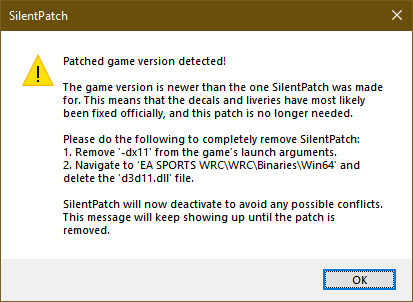 SilentPatch
Patched game version detected!
The game version is newer than the one SilentPatch was made
for. This means that the decals and liveries have most likely
been fixed officially, and this patch is no longer needed.
Please do the following to completely remove SilentPatch:
1. Remove '-dx11' from the game's launch arguments.
2. Navigate to 'EA SPORTS WRC\WRC\Binaries\Win64' and
delete the 'd3d11.dll' file.
SilentPatch will now deactivate to avoid any possible conflicts.
This message will keep showing up until the patch is
removed.
OK